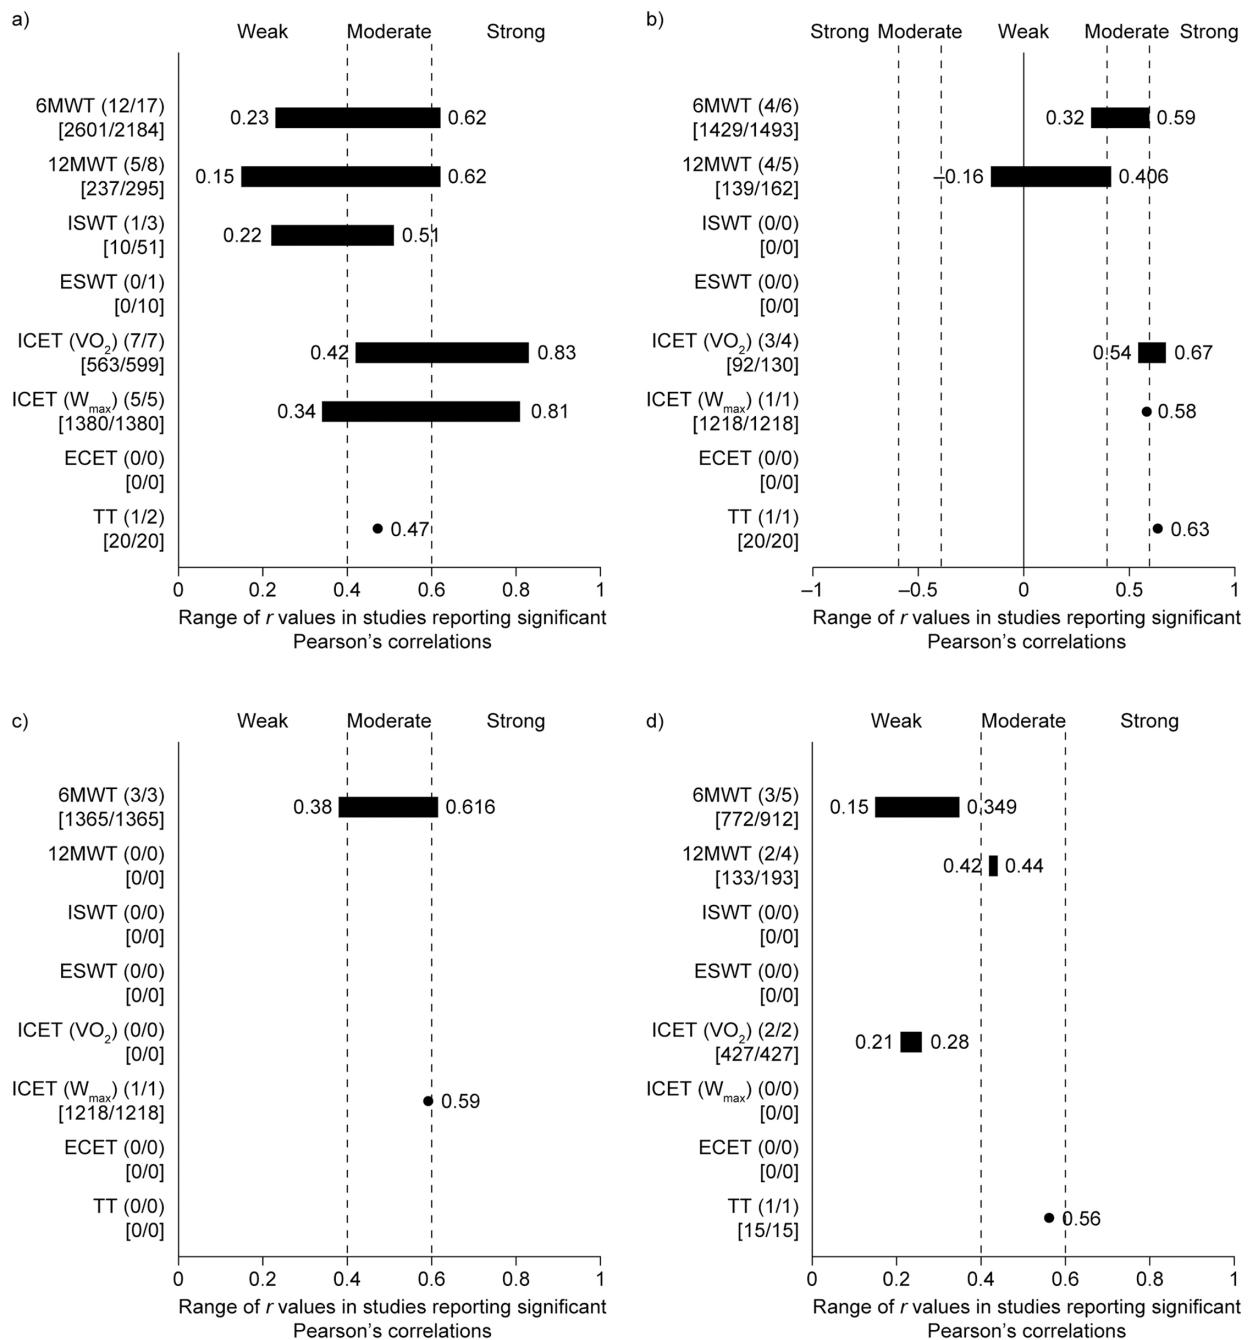 a)
Weak Moderate Strong
6MWT (12/17)
[2601/2184]
0.23 0.62
12MWT (5/8)
[237/295]
0.15 0.62
ISWT (1/3)
[10/51]
0.22 0.51
ESWT (0/1)
[0/10]
ICET (VO2) (7/7)
[563/599]
0.42 0.83
ICET (Wmax) (5/5)
[1380/1380]
0.34 0.81
ECET (0/0)
[0/0]
TT (1/2)
[20/20]
0.47
0 0.2 0.4 0.6 0.8 1
Range of r values in studies reporting significant
Pearson's correlations
b)
Strong Moderate Weak Moderate Strong
6MWT (4/6)
[1429/1493]
0.32 0.59
12MWT (4/5)
[139/162]
–0.16 0.406
ISWT (0/0)
[0/0]
ESWT (0/0)
[0/0]
ICET (VO2) (3/4)
[92/130]
0.54 0.67
ICET (Wmax) (1/1)
[1218/1218]
0.58
ECET (0/0)
[0/0]
TT (1/1)
[20/20]
0.63
–1 –0.5 0 0.5 1
Range of r values in studies reporting significant
Pearson's correlations
c)
Weak Moderate Strong
6MWT (3/3)
[1365/1365]
0.38 0.616
12MWT (0/0)
[0/0]
ISWT (0/0)
[0/0]
ESWT (0/0)
[0/0]
ICET (VO2) (0/0)
[0/0]
ICET (Wmax) (1/1)
[1218/1218]
0.59
ECET (0/0)
[0/0]
TT (0/0)
[0/0]
0 0.2 0.4 0.6 0.8 1
Range of r values in studies reporting significant
Pearson's correlations
d)
Weak Moderate Strong
6MWT (3/5)
[772/912]
0.15 0.349
12MWT (2/4)
[133/193]
0.42 0.44
ISWT (0/0)
[0/0]
ESWT (0/0)
[0/0]
ICET (VO2) (2/2)
[427/427]
0.21 0.28
ICET (Wmax) (0/0)
[0/0]
ECET (0/0)
[0/0]
TT (1/1)
[15/15]
0.56
0 0.2 0.4 0.6 0.8 1
Range of r values in studies reporting significant
Pearson's correlations